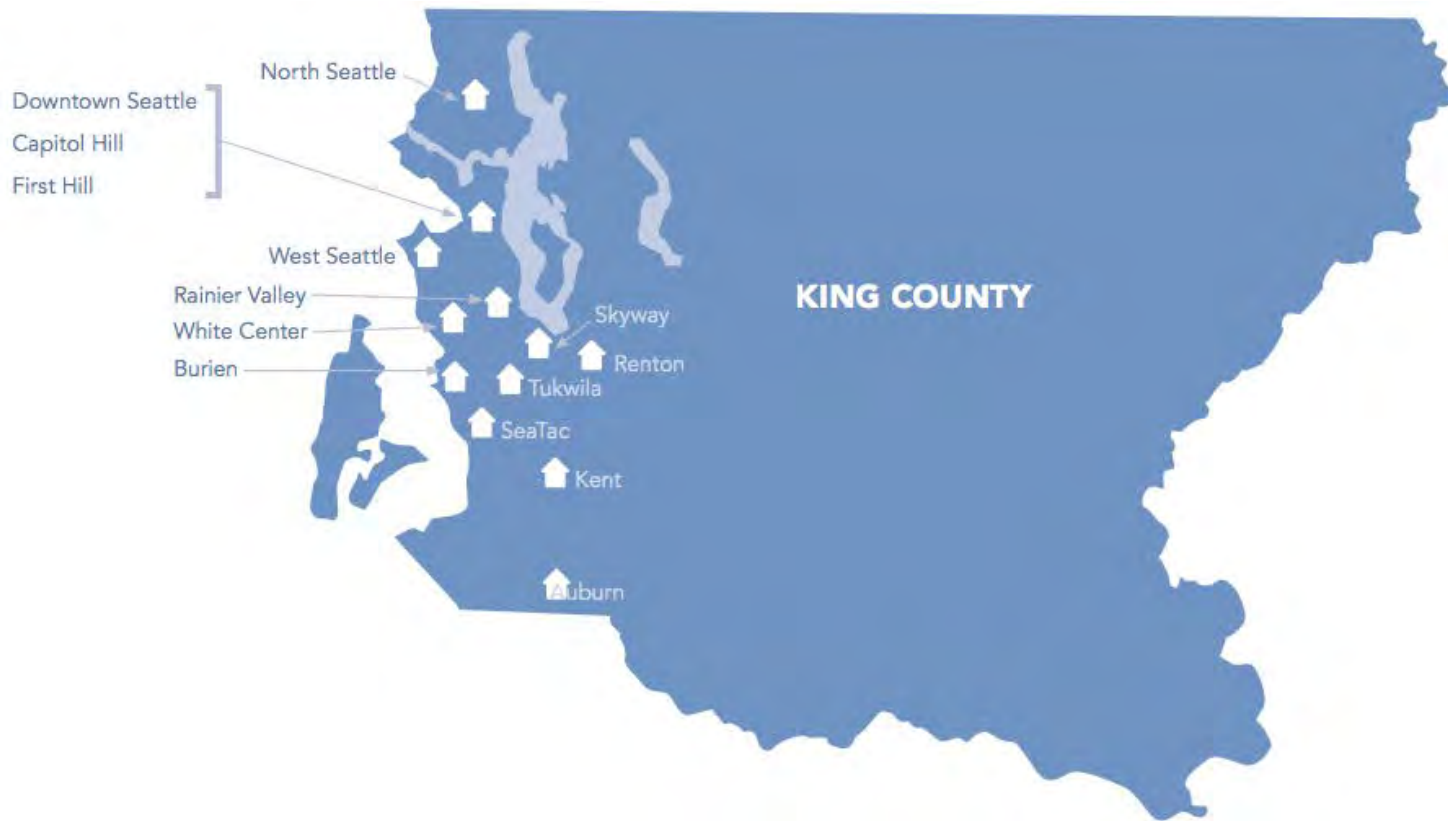 North Seattle
Downtown Seattle
Capitol Hill
First Hill
West Seattle
Rainier Valley
White Center
Burien
KING COUNTY
Skyway
Renton
Tukwila
SeaTac
Kent
Auburn